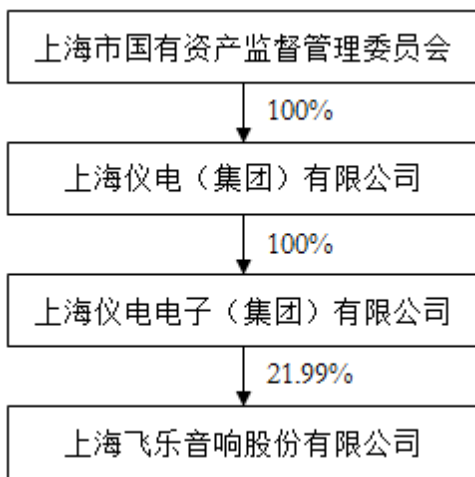 上海市国有资产监督管理委员会
100%
上海仪电（集团）有限公司
100%
上海仪电电子（集团）有限公司
21.99%
上海飞乐音响股份有限公司